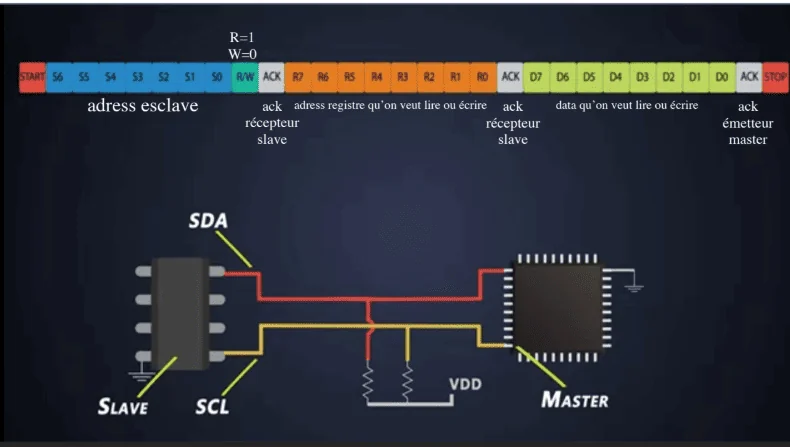 R=1
W=0
START S6 S5 S4 S3 S2 S1 S0 R/W ACK R7 R6 R5 R4 R3 R2 R1 R0 ACK D7 D6 D5 D4 D3 D2 D1 D0 ACK STOP
adress esclave
ack
récepteur
slave
adress registre qu'on veut lire ou écrire
ack
récepteur
slave
data qu'on veut lire ou écrire
ack
émetteur
master
SDA
VDD
SLAVE
SCL
MASTER